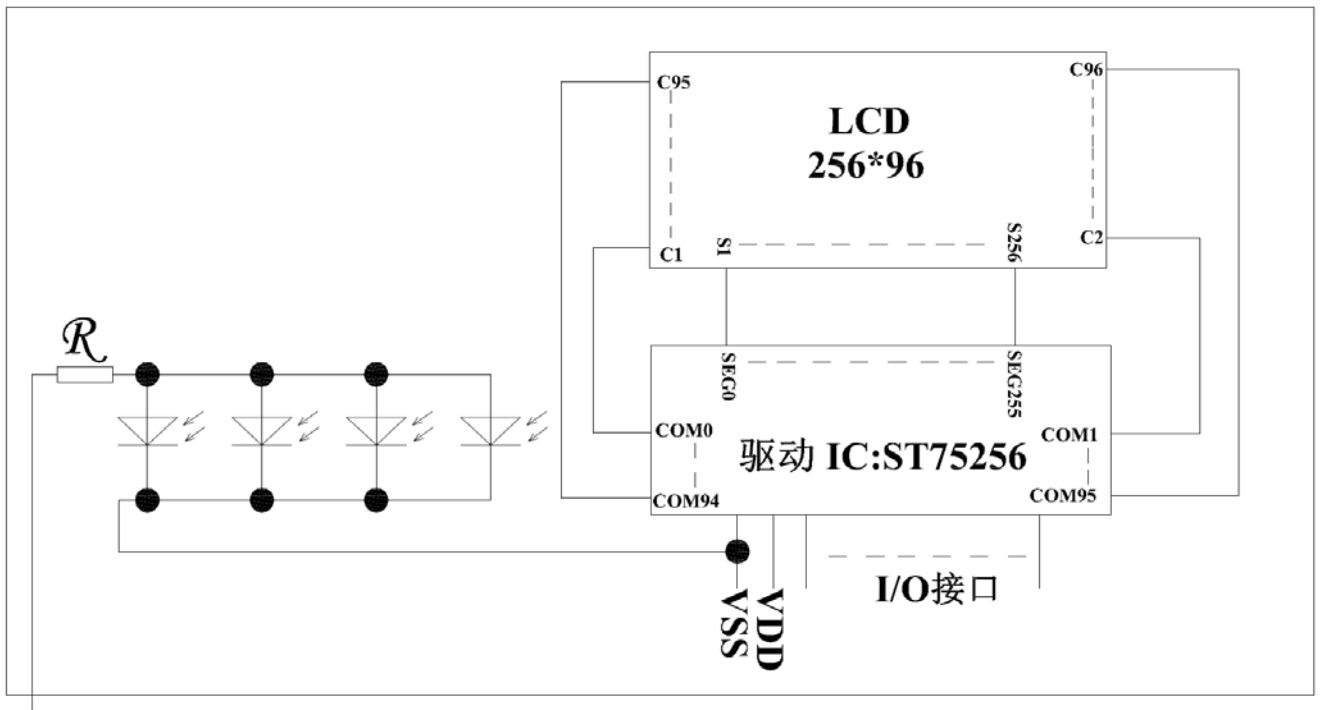 C95
C96
LCD
256*96
C1
S1
S256
C2
R
SEG0
SEG255
COM0
COM1
驱动 IC:ST75256
COM94
COM95
I/O接口
VSS
VDD